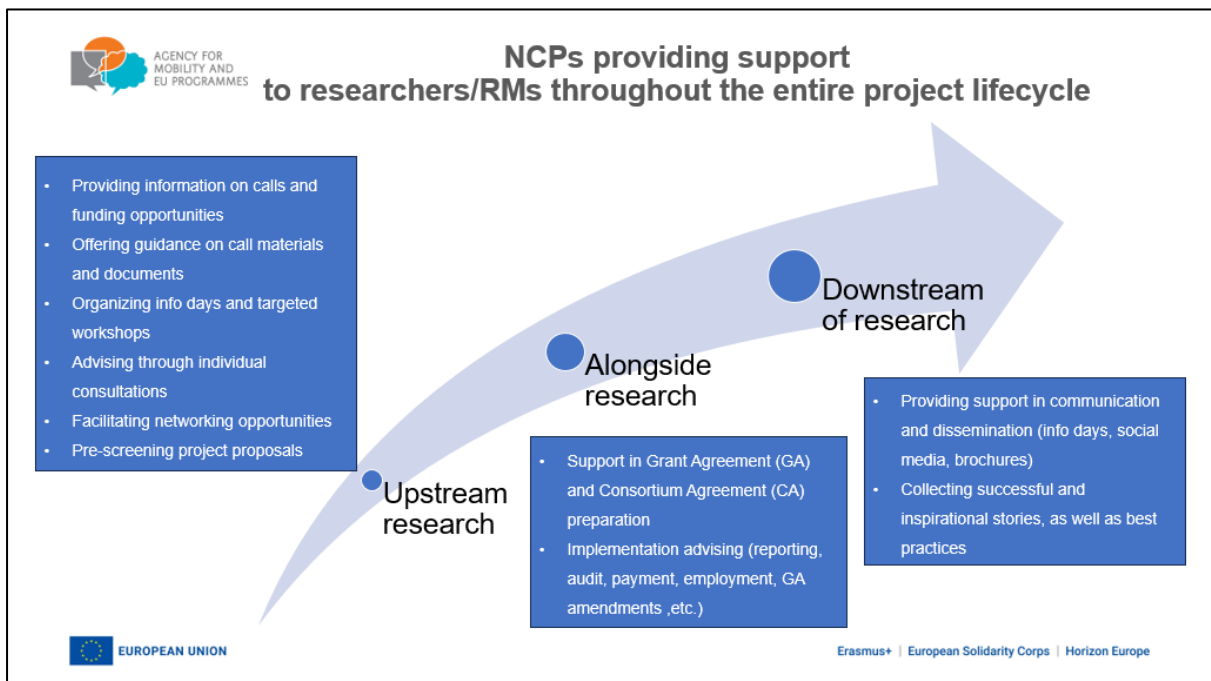 AGENCY FOR
MOBILITY AND
EU PROGRAMMES
NCPs providing support
to researchers/RMs throughout the entire project lifecycle
• Providing information on calls and
funding opportunities
• Offering guidance on call materials
and documents
• Organizing info days and targeted
workshops
• Advising through individual
consultations
• Facilitating networking opportunities
• Pre-screening project proposals
Upstream
research
Alongside
research
• Support in Grant Agreement (GA)
and Consortium Agreement (CA)
preparation
• Implementation advising (reporting,
audit, payment, employment, GA
amendments ,etc.)
Downstream
of research
• Providing support in communication
and dissemination (info days, social
media, brochures)
• Collecting successful and
inspirational stories, as well as best
practices
EUROPEAN UNION
Erasmus+ | European Solidarity Corps | Horizon Europe